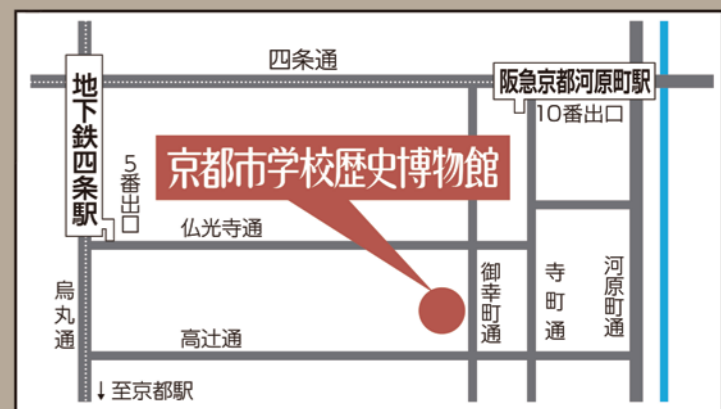 四条通
地下鉄四条駅
5番出口
阪急京都河原町駅
10番出口
京都市学校歴史博物館
仏光寺通
烏丸通
高辻通
御幸町通
寺町通
河原町通
↓至京都駅